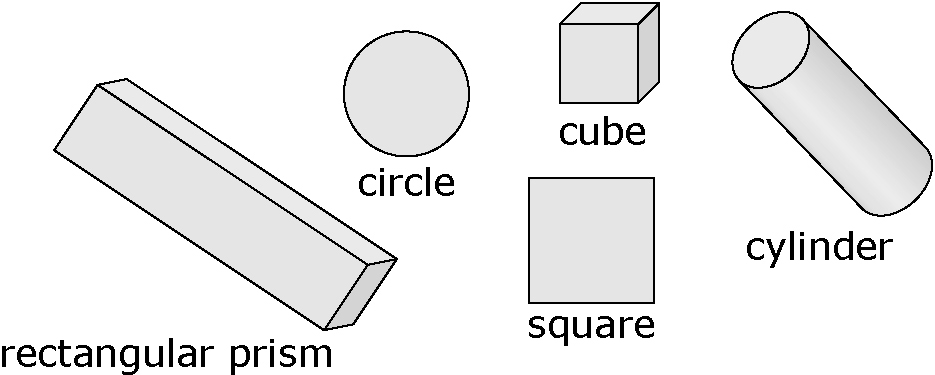 circle
cube
cylinder
square
rectangular prism